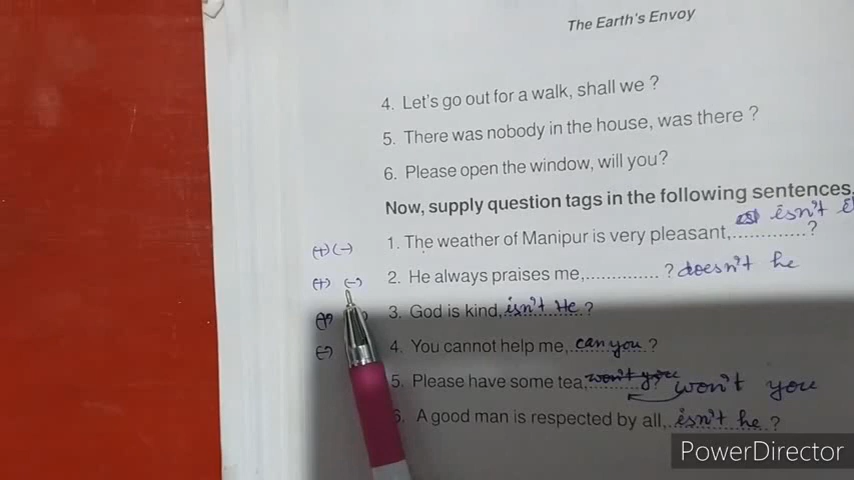 The Earth's Envoy
4. Let's go out for a walk, shall we ?
5. There was nobody in the house, was there ?
6. Please open the window, will you?
Now, supply question tags in the following sentences.
isn't
(+) (-) 1. The weather of Manipur is very pleasant,..............?
(+) (-) 2. He always praises me,.............. ? doesn't he
(+) 3. God is kind, isn't He ?
(-) 4. You cannot help me, can you ?
5. Please have some tea, won't you? won't you
6. A good man is respected by all, isn't he ?
PowerDirector